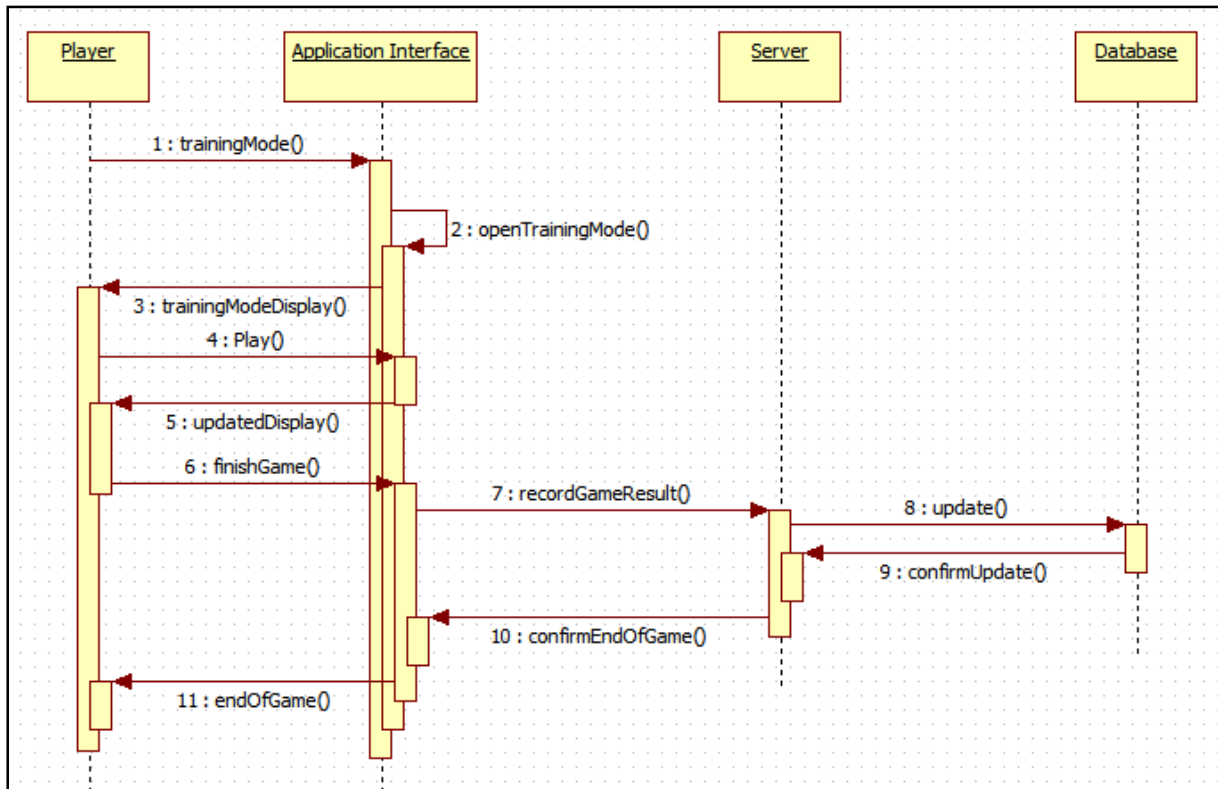 Player
Application Interface
Server
Database
1 : trainingMode()
2 : openTrainingMode()
3 : trainingModeDisplay()
4 : Play()
5 : updatedDisplay()
6 : finishGame()
7 : recordGameResult()
8 : update()
9 : confirmUpdate()
10 : confirmEndOfGame()
11 : endOfGame()